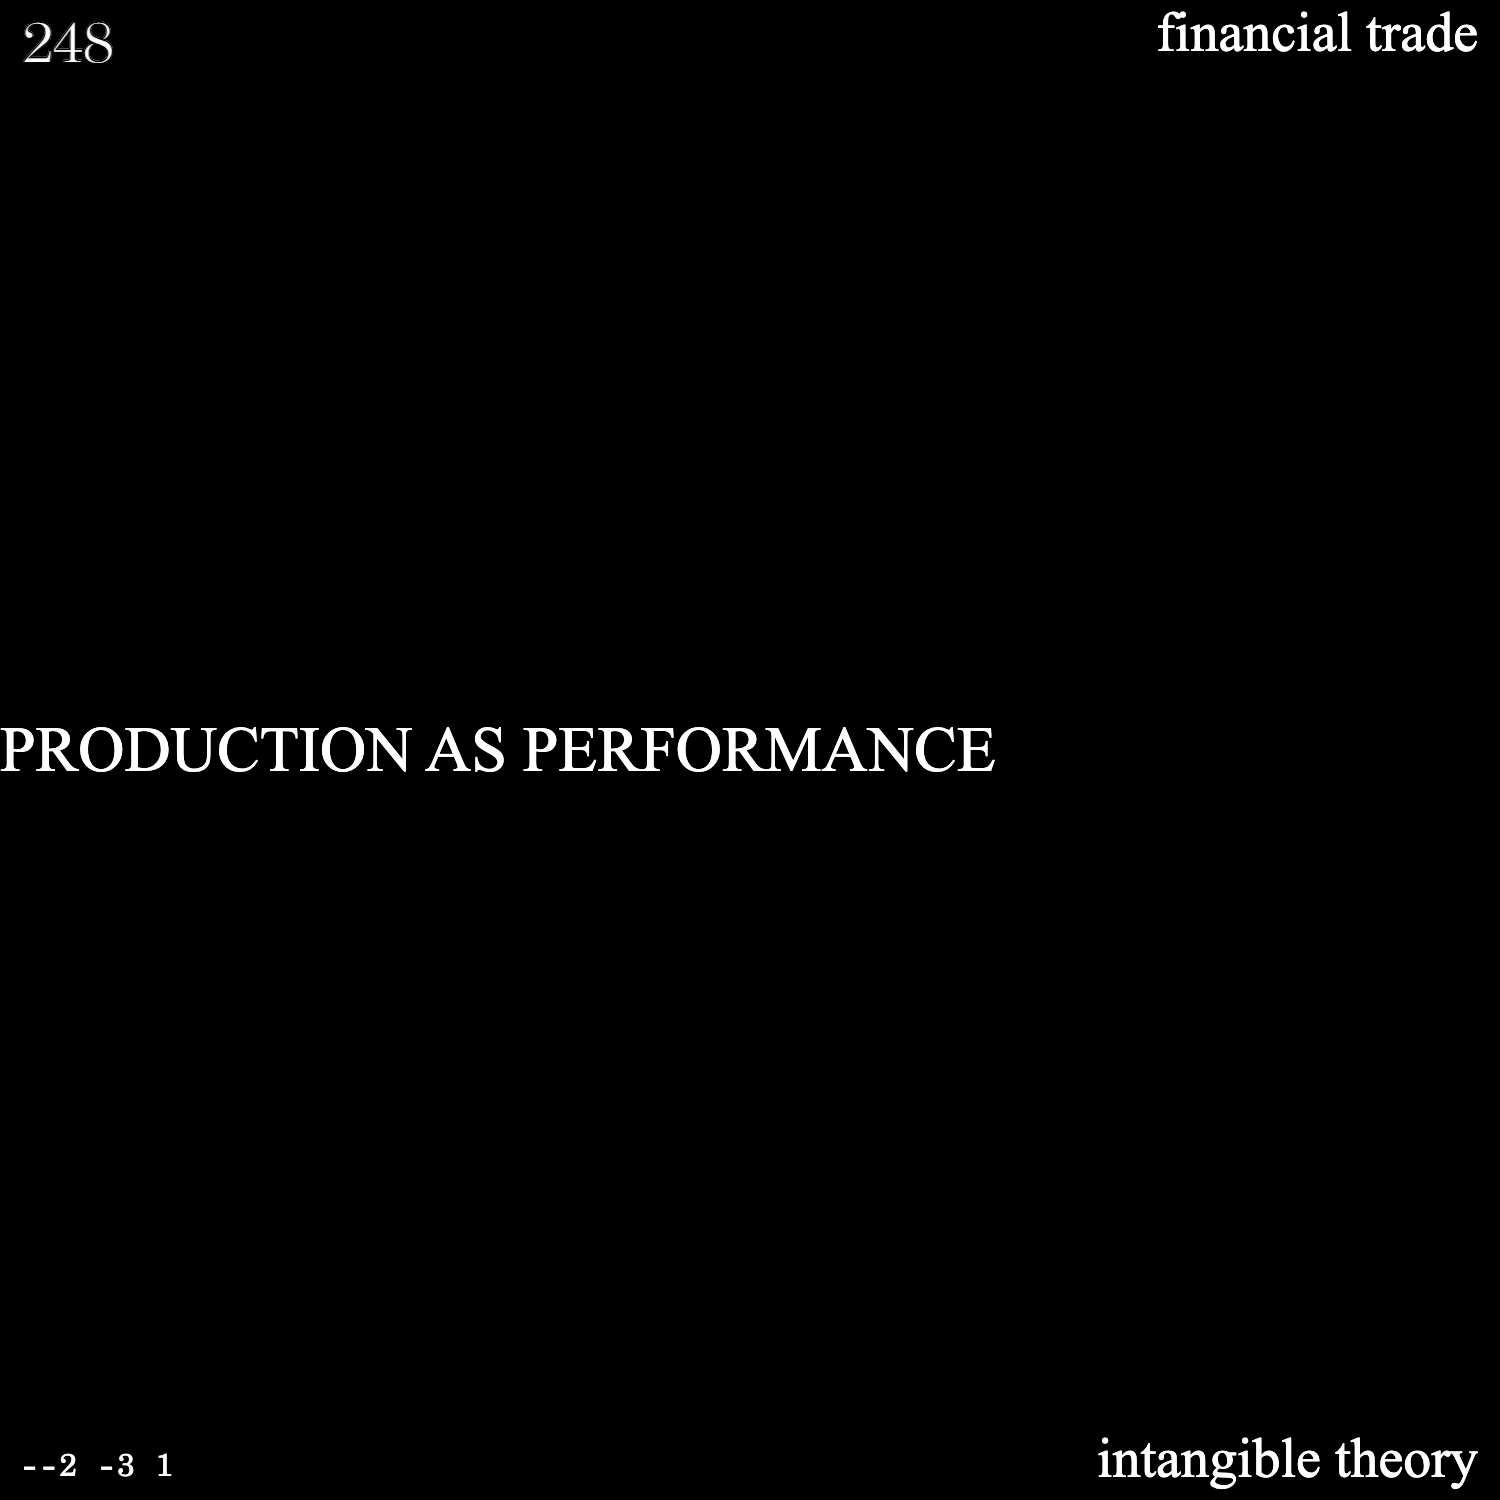 248
financial trade
PRODUCTION AS PERFORMANCE
--2 -3 1
intangible theory